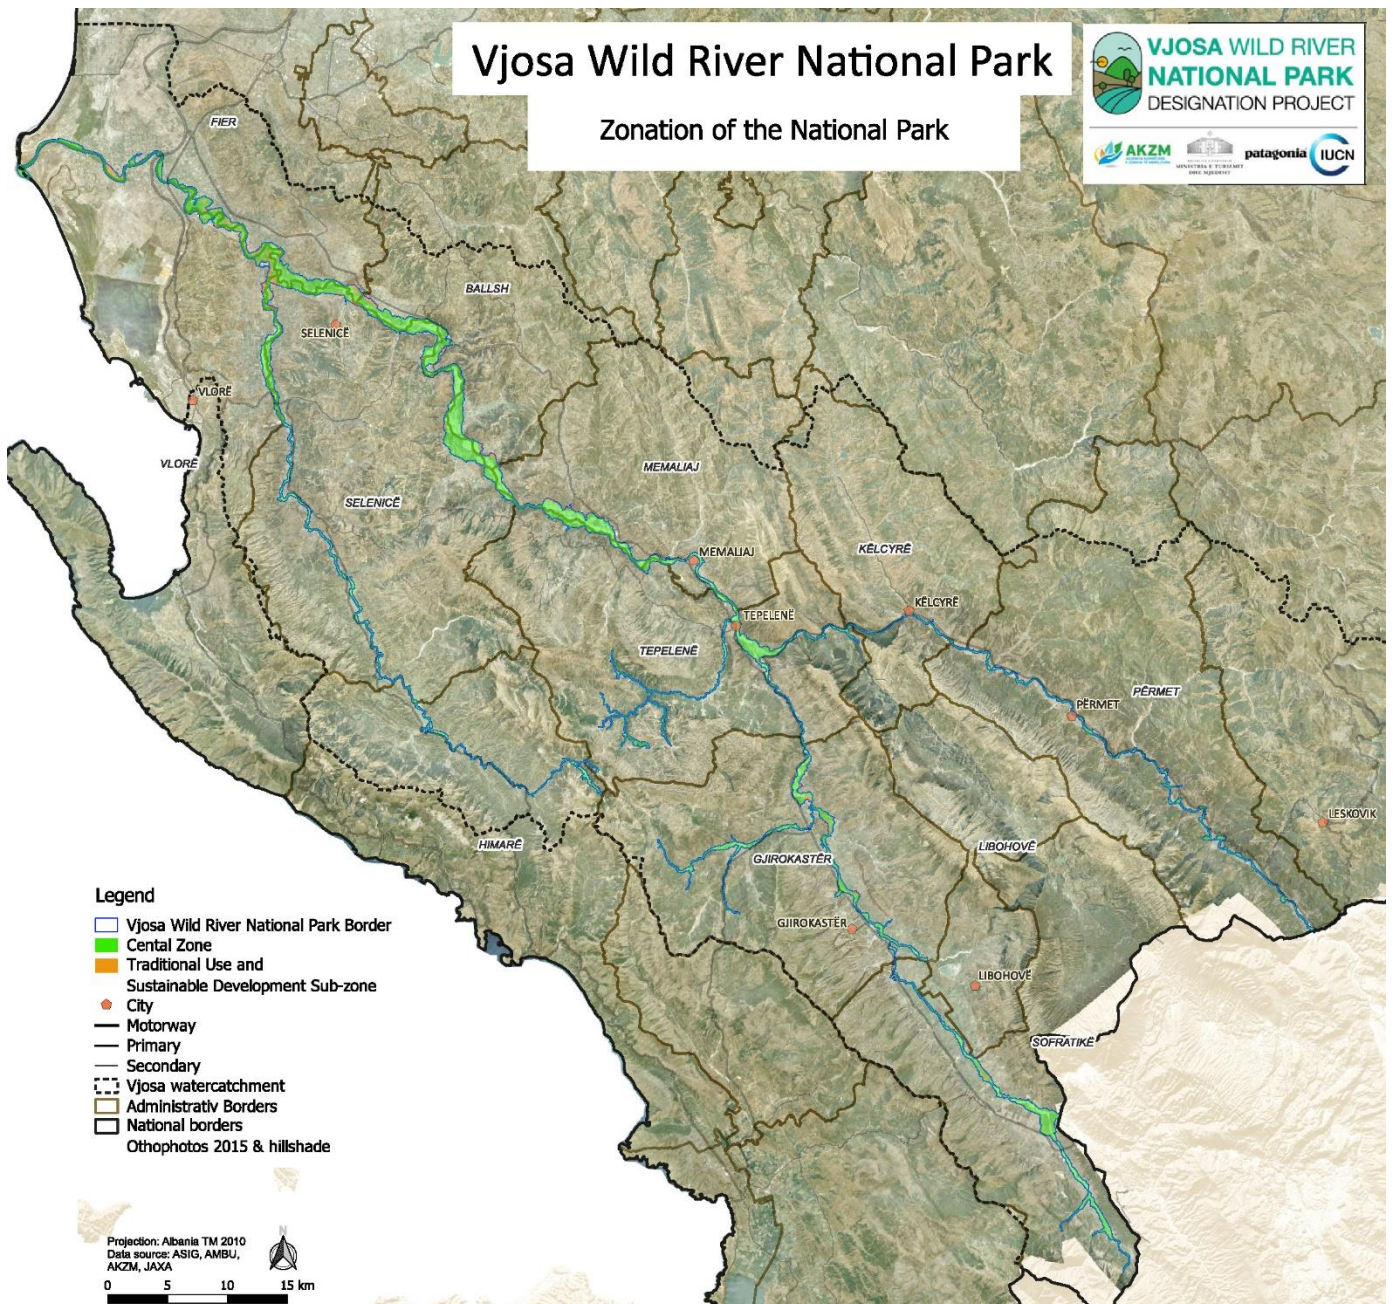 Vjosa Wild River National Park
Zonation of the National Park
VJOSA WILD RIVER
NATIONAL PARK
DESIGNATION PROJECT
AKZM
MINISTRIA E TURIZMIT
DHE MJEDISIT
patagonia
IUCN
FIER
BALLSH
SELENICË
VLORË
VLORË
SELENICË
MEMALIAJ
MEMALIAJ
KËLCYRË
KËLCYRË
TEPELENË
TEPELENË
PËRMET
PËRMET
LESKOVIK
HIMARË
GJIROKASTËR
LIBOHOVË
GJIROKASTËR
LIBOHOVË
SOFRATIKË
Legend
Vjosa Wild River National Park Border
Cental Zone
Traditional Use and
Sustainable Development Sub-zone
City
Motorway
Primary
Secondary
Vjosa watercatchment
Administrativ Borders
National borders
Othophotos 2015 & hillshade
Projection: Albania TM 2010
Data source: ASIG, AMBU,
AKZM, JAXA
N
0 5 10 15 km